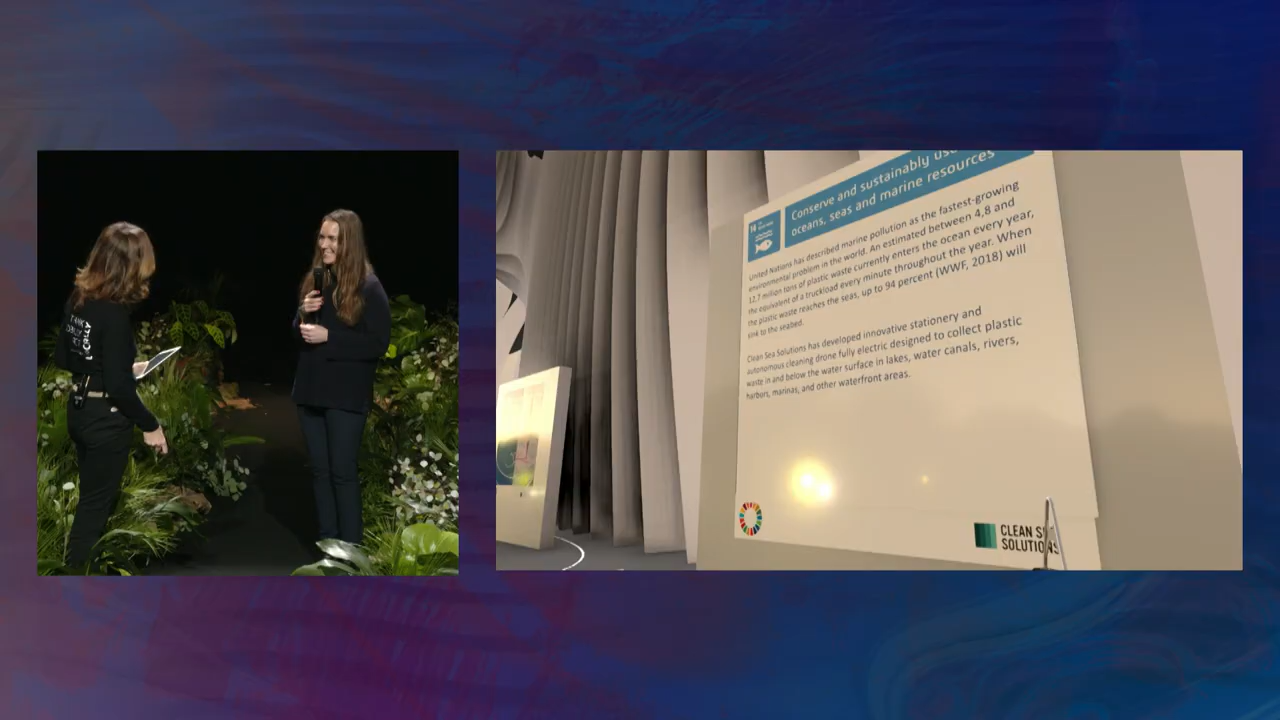 THINK
LOCALLY
Conserve and sustainably use
oceans, seas and marine resources
14
United Nations has described marine pollution as the fastest-growing
environmental problem in the world. An estimated between 4,8 and
12,7 million tons of plastic waste currently enters the ocean every year,
the equivalent of a truckload every minute throughout the year. When
the plastic waste reaches the seas, up to 94 percent (WWF, 2018) will
sink to the seabed.
Clean Sea Solutions has developed innovative stationery and
autonomous cleaning drone fully electric designed to collect plastic
waste in and below the water surface in lakes, water canals, rivers,
harbors, marinas, and other waterfront areas.
CLEAN SEA
SOLUTIONS